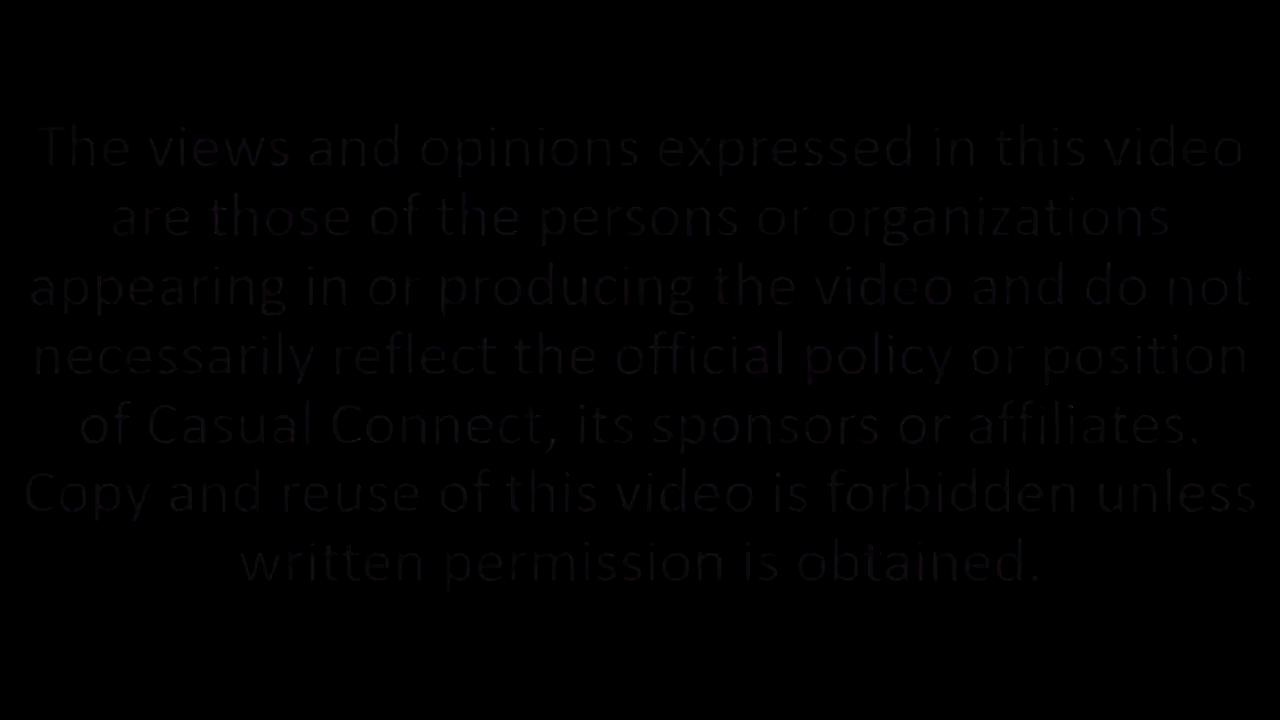 The views and opinions expressed in this video
are those of the persons or organizations
appearing in or producing the video and do not
necessarily reflect the official policy or position
of Casual Connect, its sponsors or affiliates.
Copy and reuse of this video is forbidden unless
written permission is obtained.